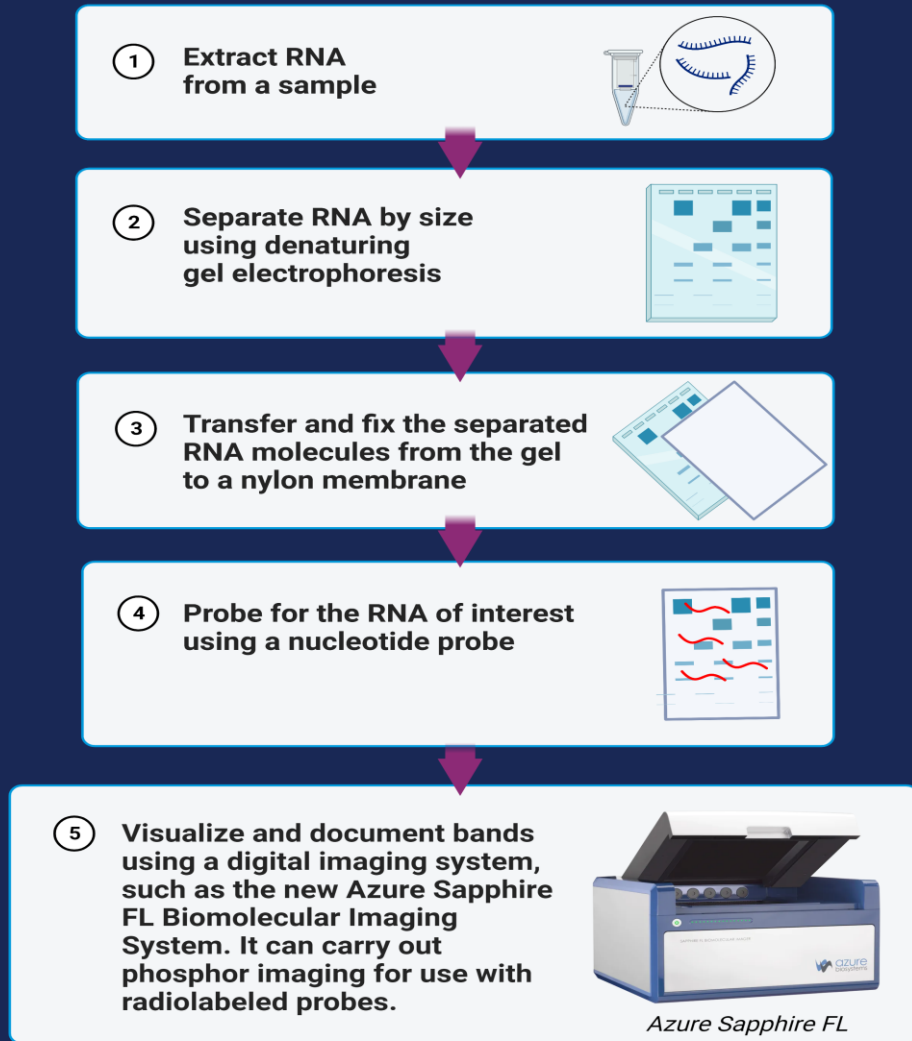 1
Extract RNA
from a sample
2
Separate RNA by size
using denaturing
gel electrophoresis
3
Transfer and fix the separated
RNA molecules from the gel
to a nylon membrane
4
Probe for the RNA of interest
using a nucleotide probe
5
Visualize and document bands
using a digital imaging system,
such as the new Azure Sapphire
FL Biomolecular Imaging
System. It can carry out
phosphor imaging for use with
radiolabeled probes.
azure
biosystems
Azure Sapphire FL